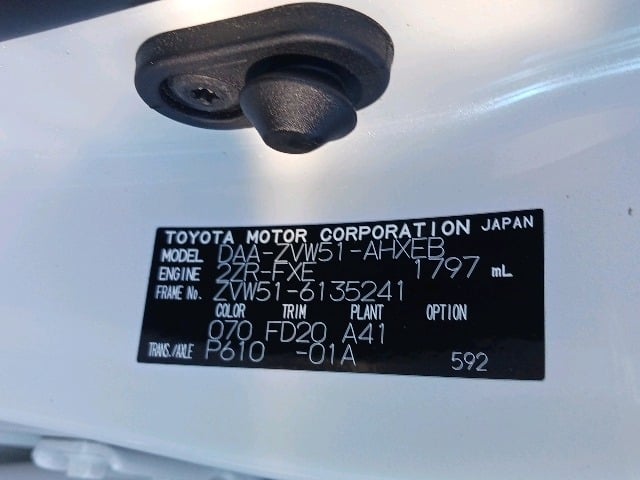 TOYOTA MOTOR CORPORATION JAPAN
MODEL DAA-ZVW51-AHXEB
ENGINE 2ZR-FXE 1797 mL
FRAME No. ZVW51-6135241
COLOR TRIM PLANT OPTION
070 FD20 A41
TRANS./AXLE P610 -01A 592